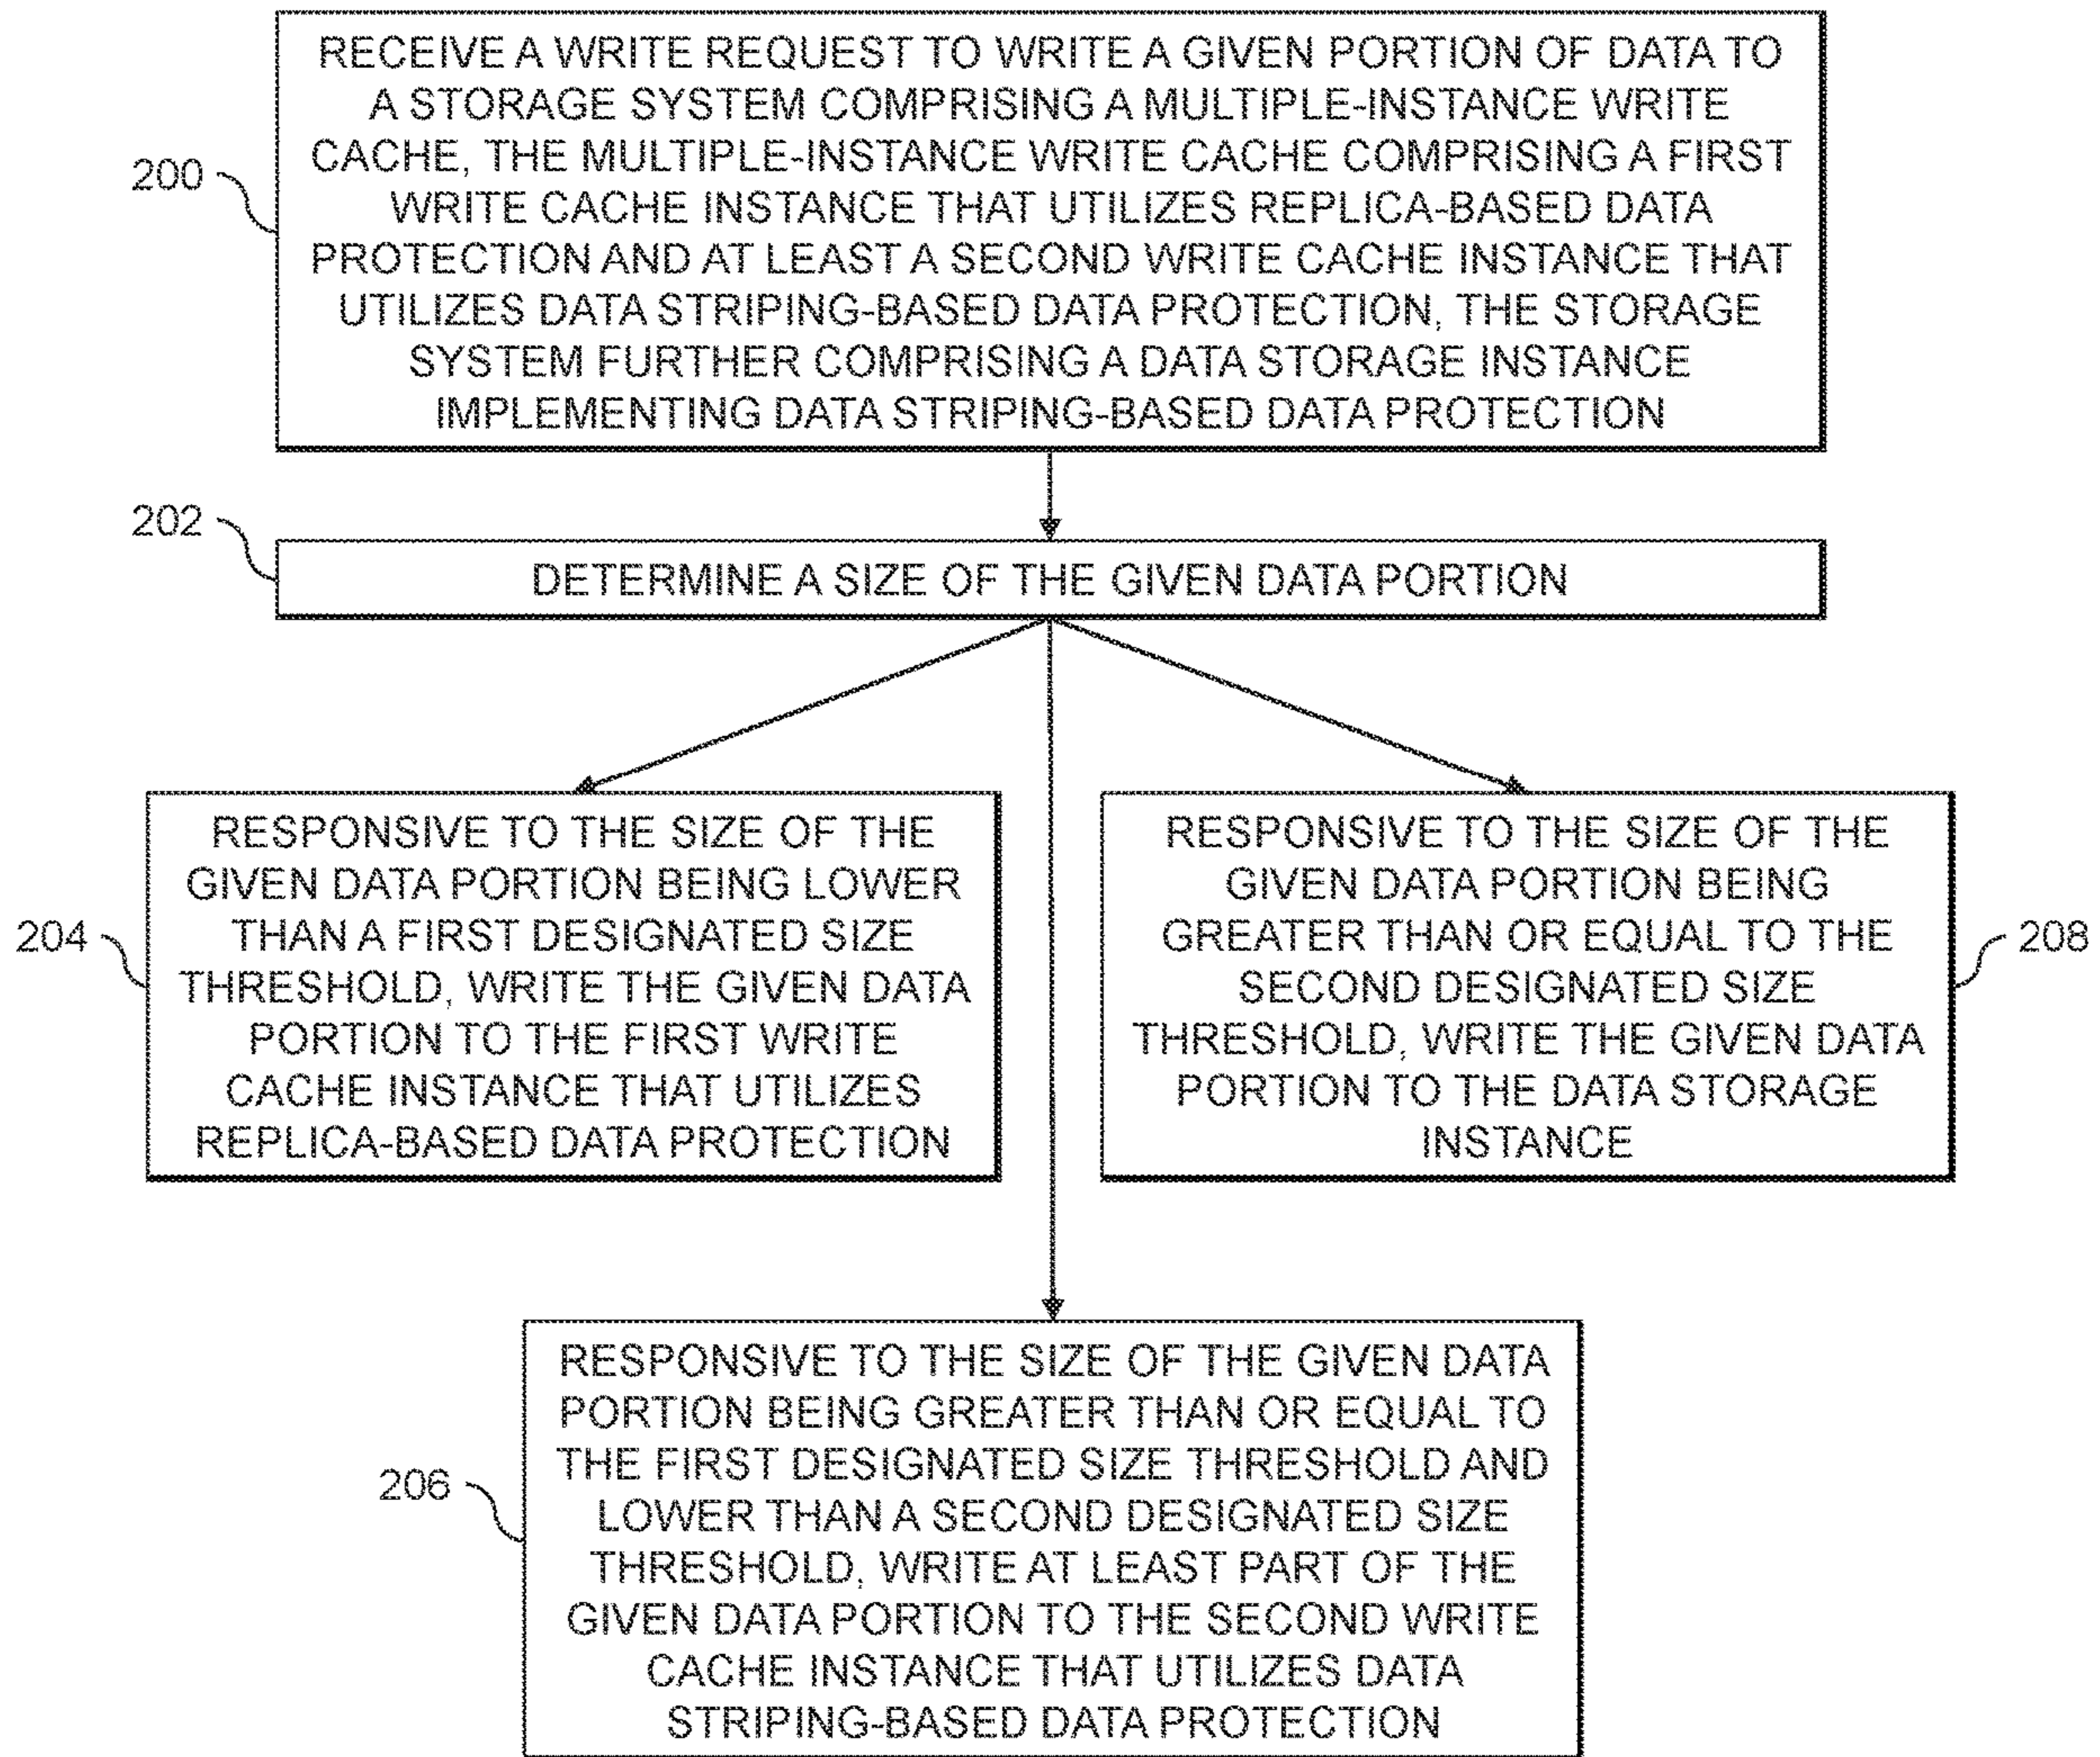 RECEIVE A WRITE REQUEST TO WRITE A GIVEN PORTION OF DATA TO
A STORAGE SYSTEM COMPRISING A MULTIPLE-INSTANCE WRITE
CACHE, THE MULTIPLE-INSTANCE WRITE CACHE COMPRISING A FIRST
WRITE CACHE INSTANCE THAT UTILIZES REPLICA-BASED DATA
PROTECTION AND AT LEAST A SECOND WRITE CACHE INSTANCE THAT
UTILIZES DATA STRIPING-BASED DATA PROTECTION, THE STORAGE
SYSTEM FURTHER COMPRISING A DATA STORAGE INSTANCE
IMPLEMENTING DATA STRIPING-BASED DATA PROTECTION
200
202
DETERMINE A SIZE OF THE GIVEN DATA PORTION
204
RESPONSIVE TO THE SIZE OF THE
GIVEN DATA PORTION BEING LOWER
THAN A FIRST DESIGNATED SIZE
THRESHOLD, WRITE THE GIVEN DATA
PORTION TO THE FIRST WRITE
CACHE INSTANCE THAT UTILIZES
REPLICA-BASED DATA PROTECTION
RESPONSIVE TO THE SIZE OF THE
GIVEN DATA PORTION BEING
GREATER THAN OR EQUAL TO THE
SECOND DESIGNATED SIZE
THRESHOLD, WRITE THE GIVEN DATA
PORTION TO THE DATA STORAGE
INSTANCE
208
206
RESPONSIVE TO THE SIZE OF THE GIVEN DATA
PORTION BEING GREATER THAN OR EQUAL TO
THE FIRST DESIGNATED SIZE THRESHOLD AND
LOWER THAN A SECOND DESIGNATED SIZE
THRESHOLD, WRITE AT LEAST PART OF THE
GIVEN DATA PORTION TO THE SECOND WRITE
CACHE INSTANCE THAT UTILIZES DATA
STRIPING-BASED DATA PROTECTION